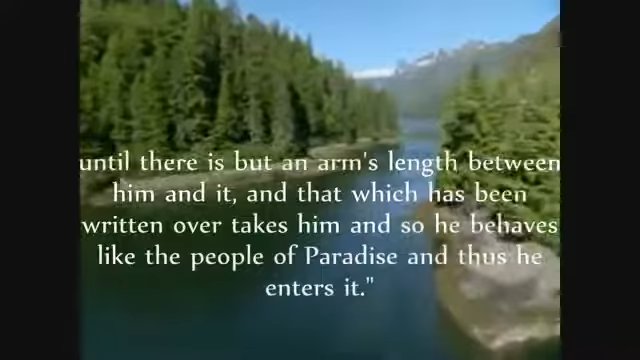 until there is but an arm's length between
him and it, and that which has been
written over takes him and so he behaves
like the people of Paradise and thus he
enters it."